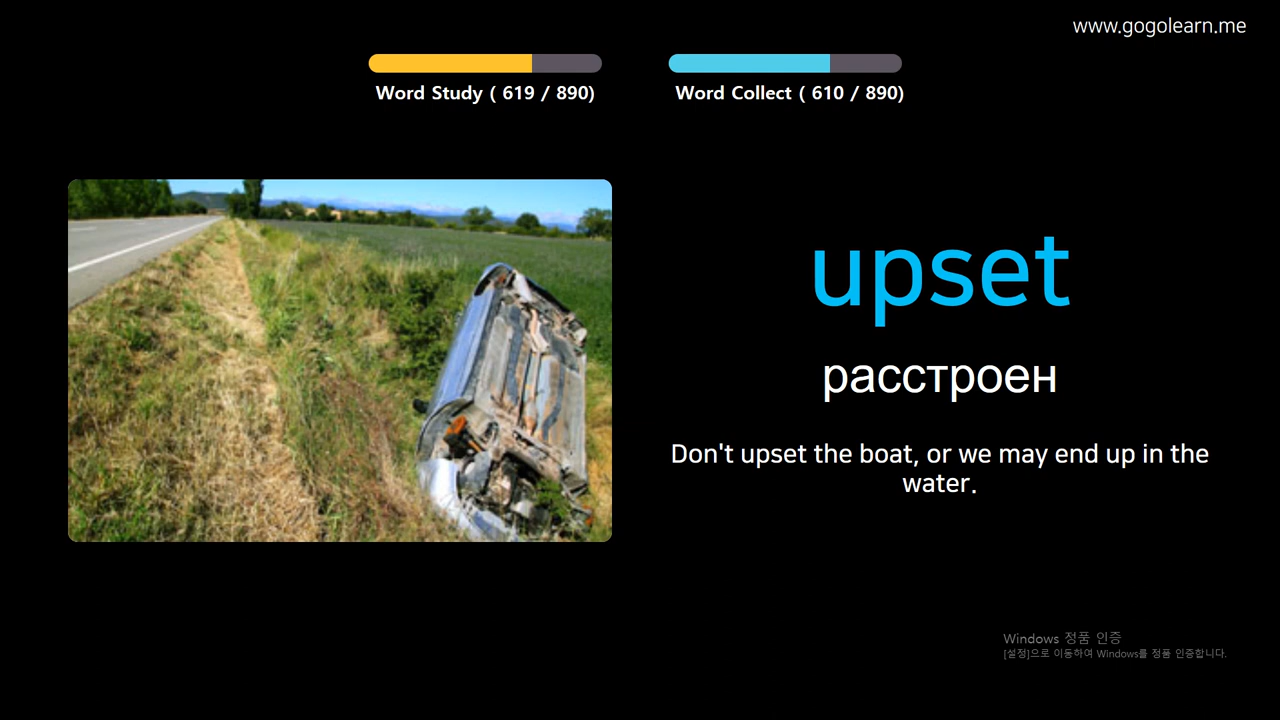 www.gogolearn.me
Word Study ( 619 / 890)
Word Collect ( 610 / 890)
upset
расстроен
Don't upset the boat, or we may end up in the
water.
Windows 정품 인증
[설정]으로 이동하여 Windows를 정품 인증합니다.